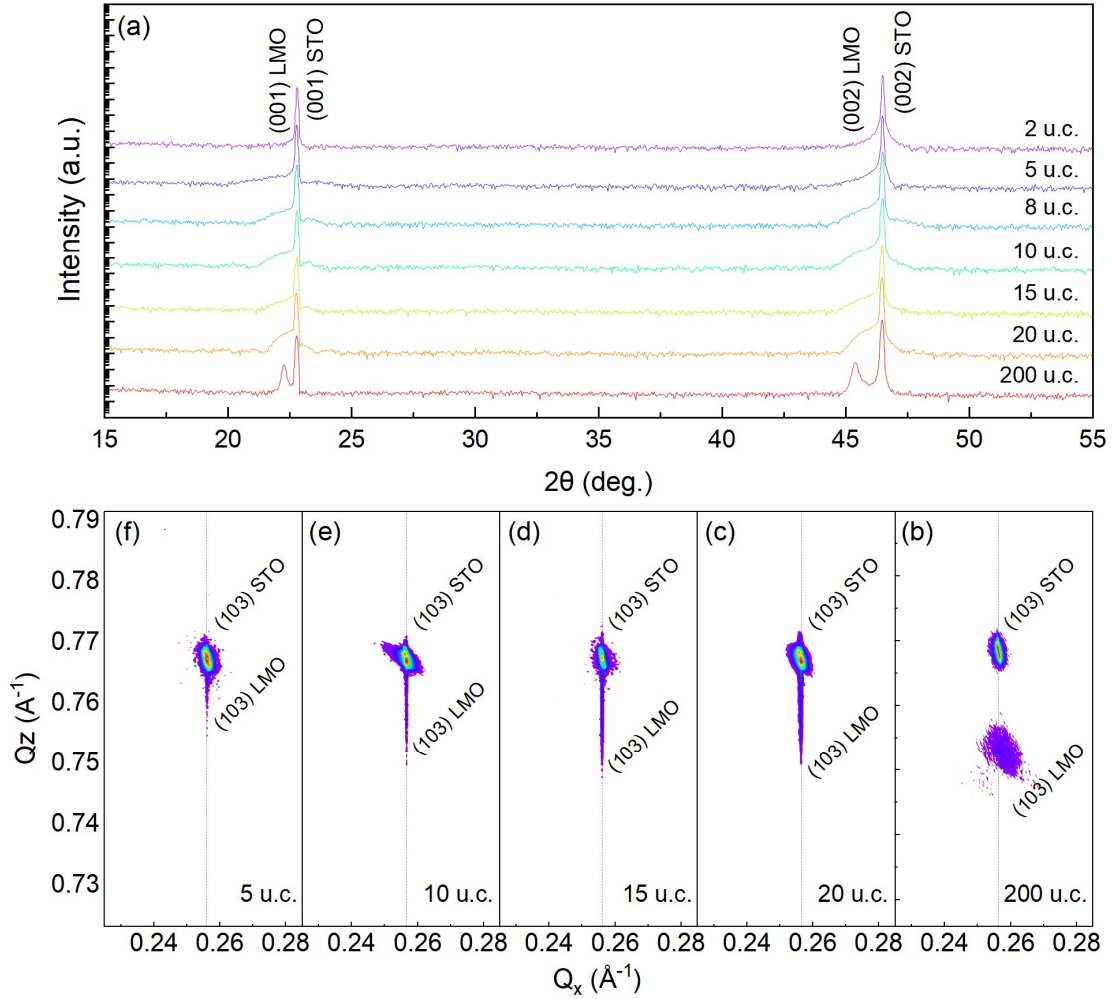 (a)
(001) LMO
(001) STO
(002) LMO
(002) STO
2 u.c.
5 u.c.
8 u.c.
10 u.c.
15 u.c.
20 u.c.
200 u.c.
Intensity (a.u.)
15 20 25 30 35 40 45 50 55
2θ (deg.)
Qz (A⁻¹)
0.79
0.78
0.77
0.76
0.75
0.74
0.73
(f)
(103) STO
(103) LMO
5 u.c.
(e)
(103) STO
(103) LMO
10 u.c.
(d)
(103) STO
(103) LMO
15 u.c.
(c)
(103) STO
(103) LMO
20 u.c.
(b)
(103) STO
(103) LMO
200 u.c.
0.24 0.26 0.28 0.24 0.26 0.28 0.24 0.26 0.28 0.24 0.26 0.28 0.24 0.26 0.28
Qₓ (Å⁻¹)